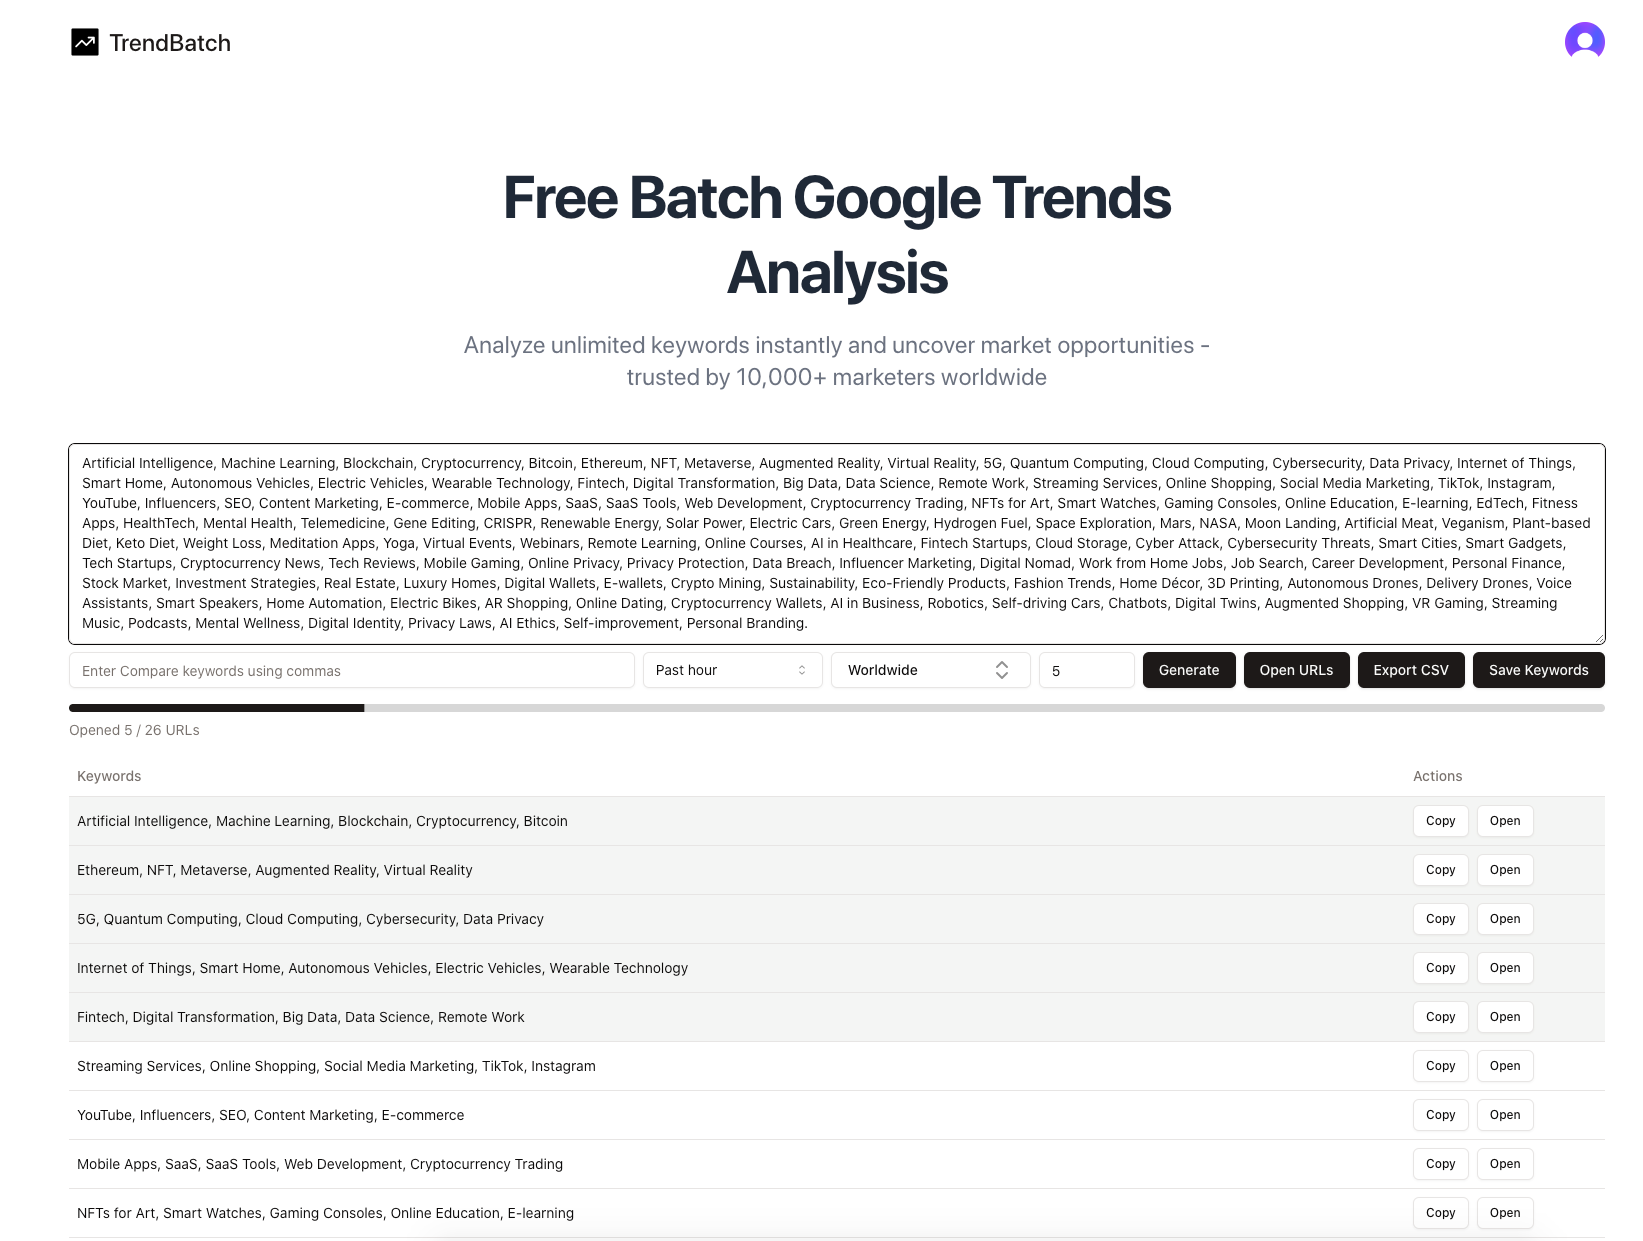 TrendBatch
Free Batch Google Trends
Analysis
Analyze unlimited keywords instantly and uncover market opportunities -
trusted by 10,000+ marketers worldwide
Artificial Intelligence, Machine Learning, Blockchain, Cryptocurrency, Bitcoin, Ethereum, NFT, Metaverse, Augmented Reality, Virtual Reality, 5G, Quantum Computing, Cloud Computing, Cybersecurity, Data Privacy, Internet of Things,
Smart Home, Autonomous Vehicles, Electric Vehicles, Wearable Technology, Fintech, Digital Transformation, Big Data, Data Science, Remote Work, Streaming Services, Online Shopping, Social Media Marketing, TikTok, Instagram,
YouTube, Influencers, SEO, Content Marketing, E-commerce, Mobile Apps, SaaS, SaaS Tools, Web Development, Cryptocurrency Trading, NFTs for Art, Smart Watches, Gaming Consoles, Online Education, E-learning, EdTech, Fitness
Apps, HealthTech, Mental Health, Telemedicine, Gene Editing, CRISPR, Renewable Energy, Solar Power, Electric Cars, Green Energy, Hydrogen Fuel, Space Exploration, Mars, NASA, Moon Landing, Artificial Meat, Veganism, Plant-based
Diet, Keto Diet, Weight Loss, Meditation Apps, Yoga, Virtual Events, Webinars, Remote Learning, Online Courses, AI in Healthcare, Fintech Startups, Cloud Storage, Cyber Attack, Cybersecurity Threats, Smart Cities, Smart Gadgets,
Tech Startups, Cryptocurrency News, Tech Reviews, Mobile Gaming, Online Privacy, Privacy Protection, Data Breach, Influencer Marketing, Digital Nomad, Work from Home Jobs, Job Search, Career Development, Personal Finance,
Stock Market, Investment Strategies, Real Estate, Luxury Homes, Digital Wallets, E-wallets, Crypto Mining, Sustainability, Eco-Friendly Products, Fashion Trends, Home Décor, 3D Printing, Autonomous Drones, Delivery Drones, Voice
Assistants, Smart Speakers, Home Automation, Electric Bikes, AR Shopping, Online Dating, Cryptocurrency Wallets, AI in Business, Robotics, Self-driving Cars, Chatbots, Digital Twins, Augmented Shopping, VR Gaming, Streaming
Music, Podcasts, Mental Wellness, Digital Identity, Privacy Laws, AI Ethics, Self-improvement, Personal Branding.
Enter Compare keywords using commas Past hour Worldwide 5 Generate Open URLs Export CSV Save Keywords
Opened 5 / 26 URLs
Keywords Actions
Artificial Intelligence, Machine Learning, Blockchain, Cryptocurrency, Bitcoin Copy Open
Ethereum, NFT, Metaverse, Augmented Reality, Virtual Reality Copy Open
5G, Quantum Computing, Cloud Computing, Cybersecurity, Data Privacy Copy Open
Internet of Things, Smart Home, Autonomous Vehicles, Electric Vehicles, Wearable Technology Copy Open
Fintech, Digital Transformation, Big Data, Data Science, Remote Work Copy Open
Streaming Services, Online Shopping, Social Media Marketing, TikTok, Instagram Copy Open
YouTube, Influencers, SEO, Content Marketing, E-commerce Copy Open
Mobile Apps, SaaS, SaaS Tools, Web Development, Cryptocurrency Trading Copy Open
NFTs for Art, Smart Watches, Gaming Consoles, Online Education, E-learning Copy Open